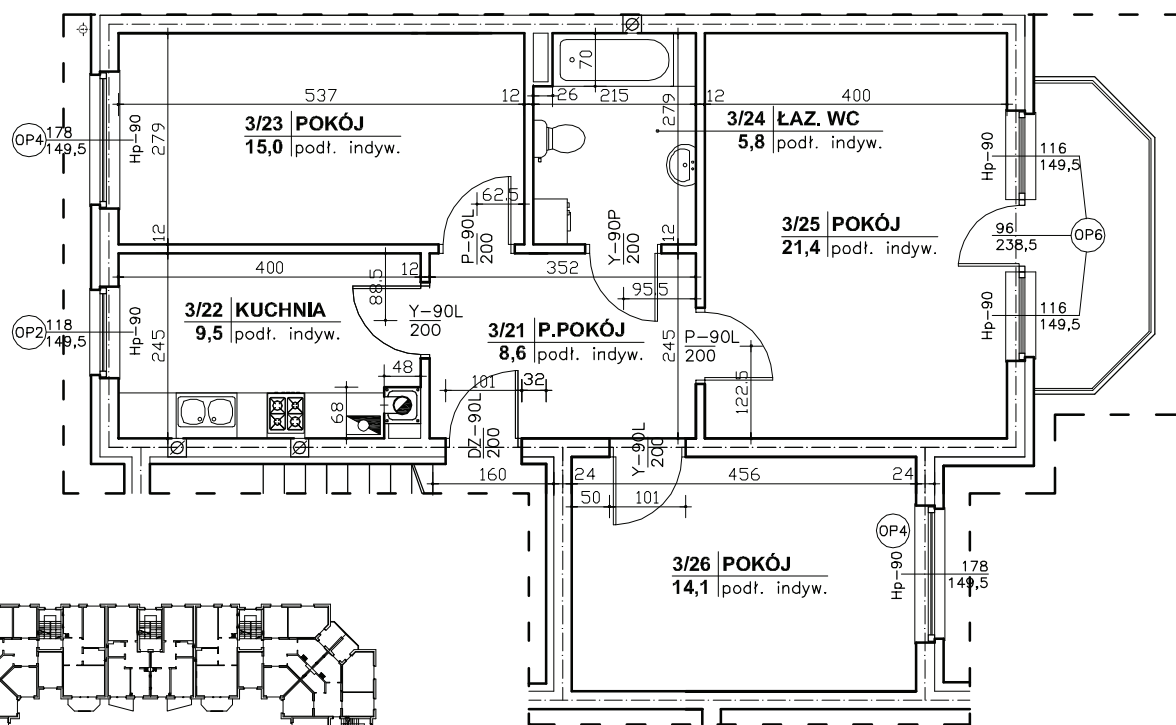 70
537
12
26
215
12
400
3/23 POKÓJ
15,0 podł. indyw.
3/24 ŁAZ. WC
5,8 podł. indyw.
OP4
178
149,5
Hp-90
279
279
Hp-90
116
149,5
62,5
P-90L
200
Y-90P
200
3/25 POKÓJ
21,4 podł. indyw.
96
238,5
OP6
12
12
400
12
352
88,5
95,5
3/22 KUCHNIA
9,5 podł. indyw.
Y-90L
200
3/21 P.POKÓJ
8,6 podł. indyw.
OP2
118
149,5
Hp-90
245
245
P-90L
200
Hp-90
116
149,5
48
101
32
68
122,5
DZ-90L
200
Y-90L
200
160
24
456
24
50
101
OP4
3/26 POKÓJ
14,1 podł. indyw.
Hp-90
178
149,5